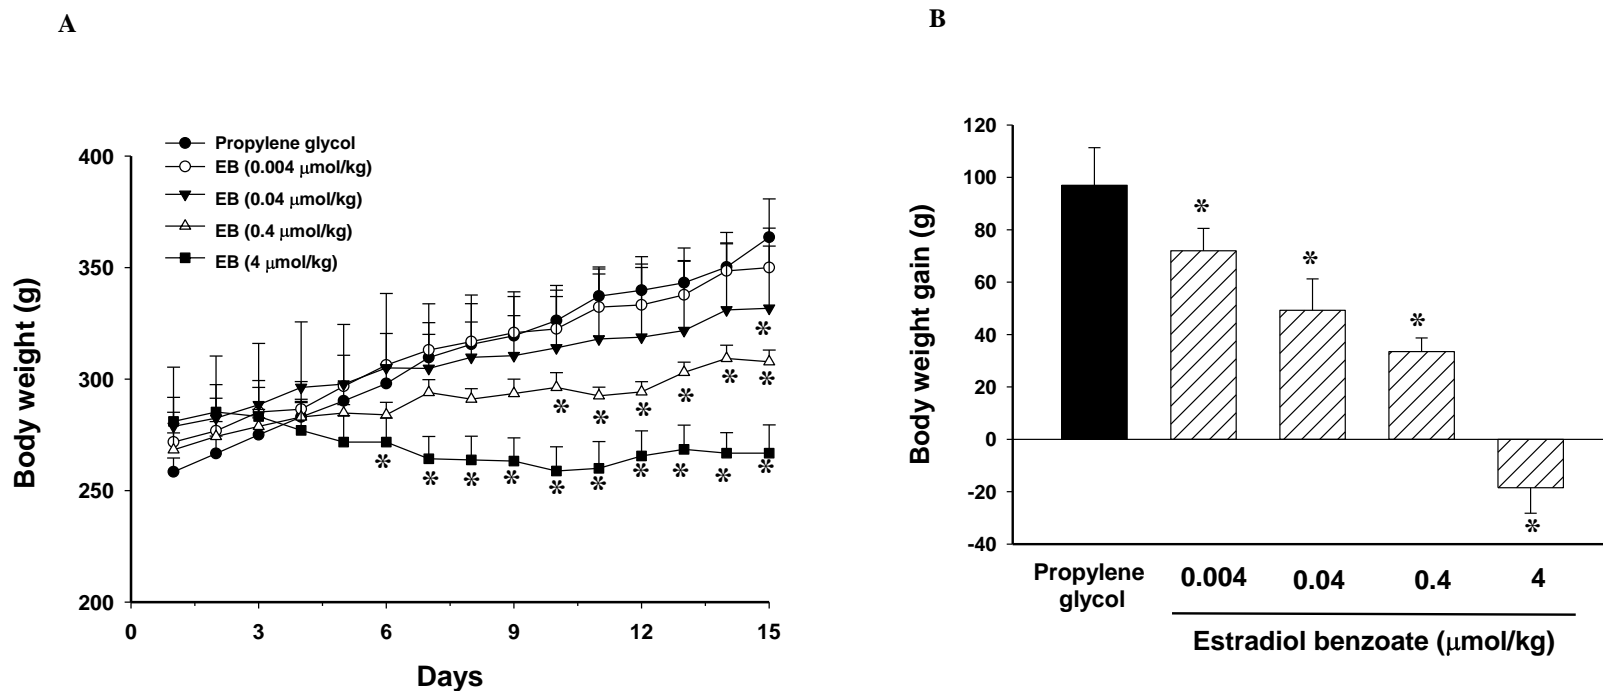 A
Propylene glycol
EB (0.004 μmol/kg)
EB (0.04 μmol/kg)
EB (0.4 μmol/kg)
EB (4 μmol/kg)
Body weight (g)
400
350
300
250
200
0 3 6 9 12 15
Days
B
Body weight gain (g)
120
100
80
60
40
20
0
-20
-40
* * * * * * * * * * * * * * * * *
* * * *
Propylene
glycol
0.004 0.04 0.4 4
Estradiol benzoate (μmol/kg)